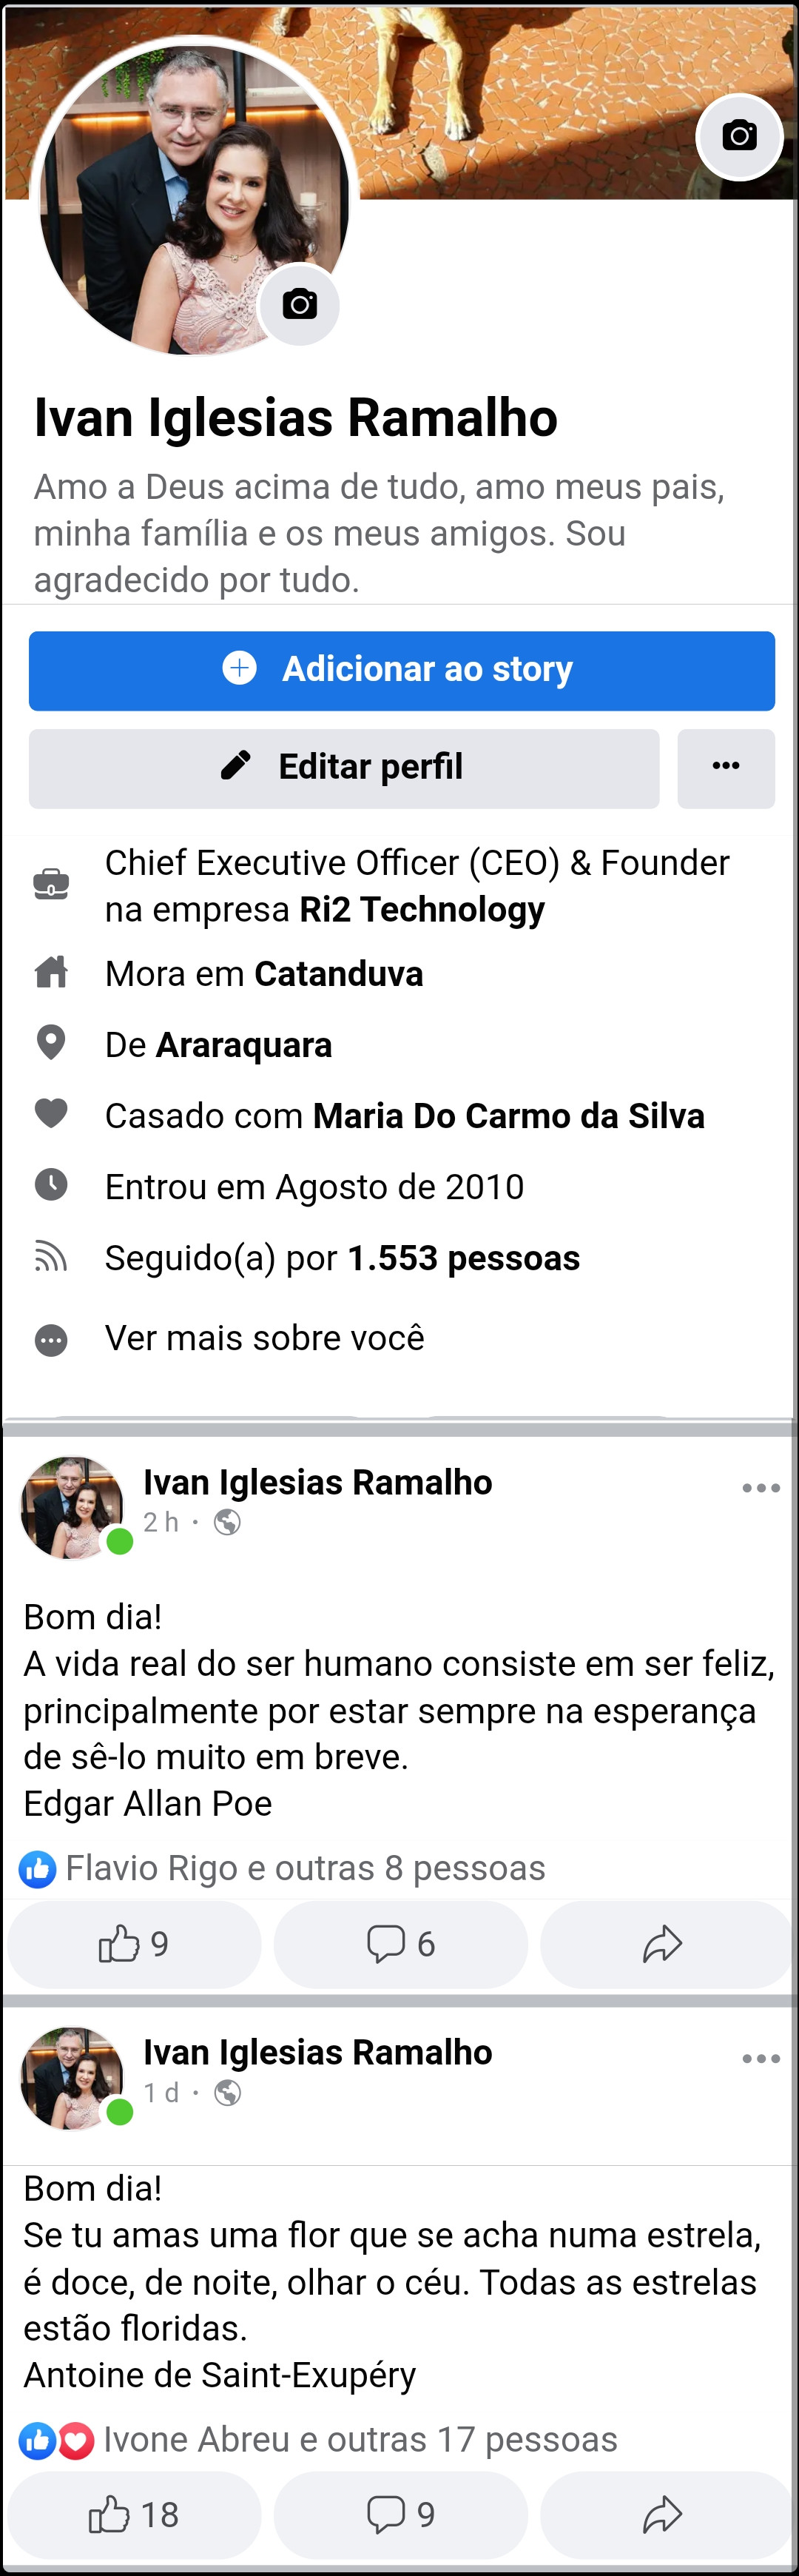 Ivan Iglesias Ramalho
Amo a Deus acima de tudo, amo meus pais,
minha família e os meus amigos. Sou
agradecido por tudo.
Adicionar ao story
Editar perfil
Chief Executive Officer (CEO) & Founder
na empresa Ri2 Technology
Mora em Catanduva
De Araraquara
Casado com Maria Do Carmo da Silva
Entrou em Agosto de 2010
Seguido(a) por 1.553 pessoas
Ver mais sobre você
Ivan Iglesias Ramalho
2 h ·
Bom dia!
A vida real do ser humano consiste em ser feliz,
principalmente por estar sempre na esperança
de sê-lo muito em breve.
Edgar Allan Poe
Flavio Rigo e outras 8 pessoas
9 6
Ivan Iglesias Ramalho
1 d ·
Bom dia!
Se tu amas uma flor que se acha numa estrela,
é doce, de noite, olhar o céu. Todas as estrelas
estão floridas.
Antoine de Saint-Exupéry
Ivone Abreu e outras 17 pessoas
18 9